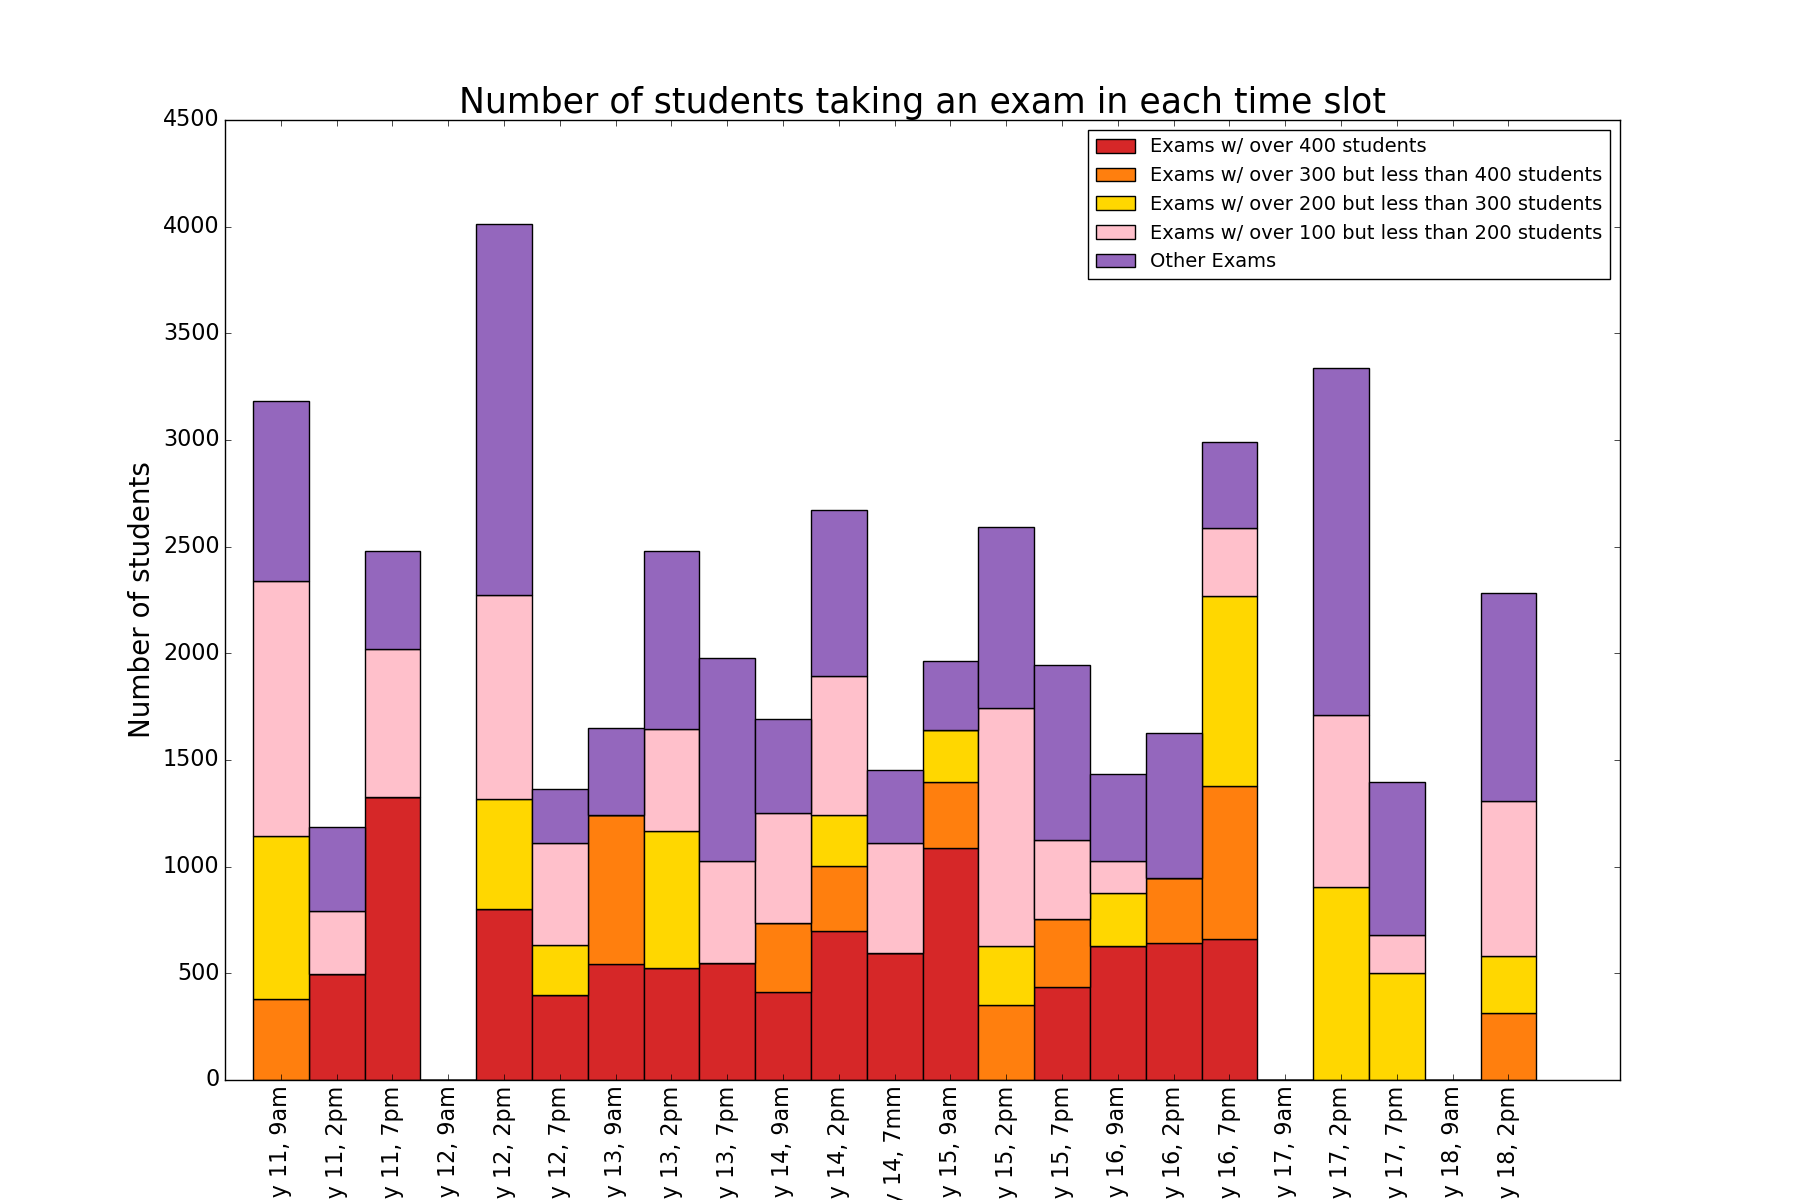 Number of students taking an exam in each time slot
Exams w/ over 400 students
Exams w/ over 300 but less than 400 students
Exams w/ over 200 but less than 300 students
Exams w/ over 100 but less than 200 students
Other Exams
Number of students
4500
4000
3500
3000
2500
2000
1500
1000
500
0
y 11, 9am
y 11, 2pm
y 11, 7pm
y 12, 9am
y 12, 2pm
y 12, 7pm
y 13, 9am
y 13, 2pm
y 13, 7pm
y 14, 9am
y 14, 2pm
y 14, 7mm
y 15, 9am
y 15, 2pm
y 15, 7pm
y 16, 9am
y 16, 2pm
y 16, 7pm
y 17, 9am
y 17, 2pm
y 17, 7pm
y 18, 9am
y 18, 2pm